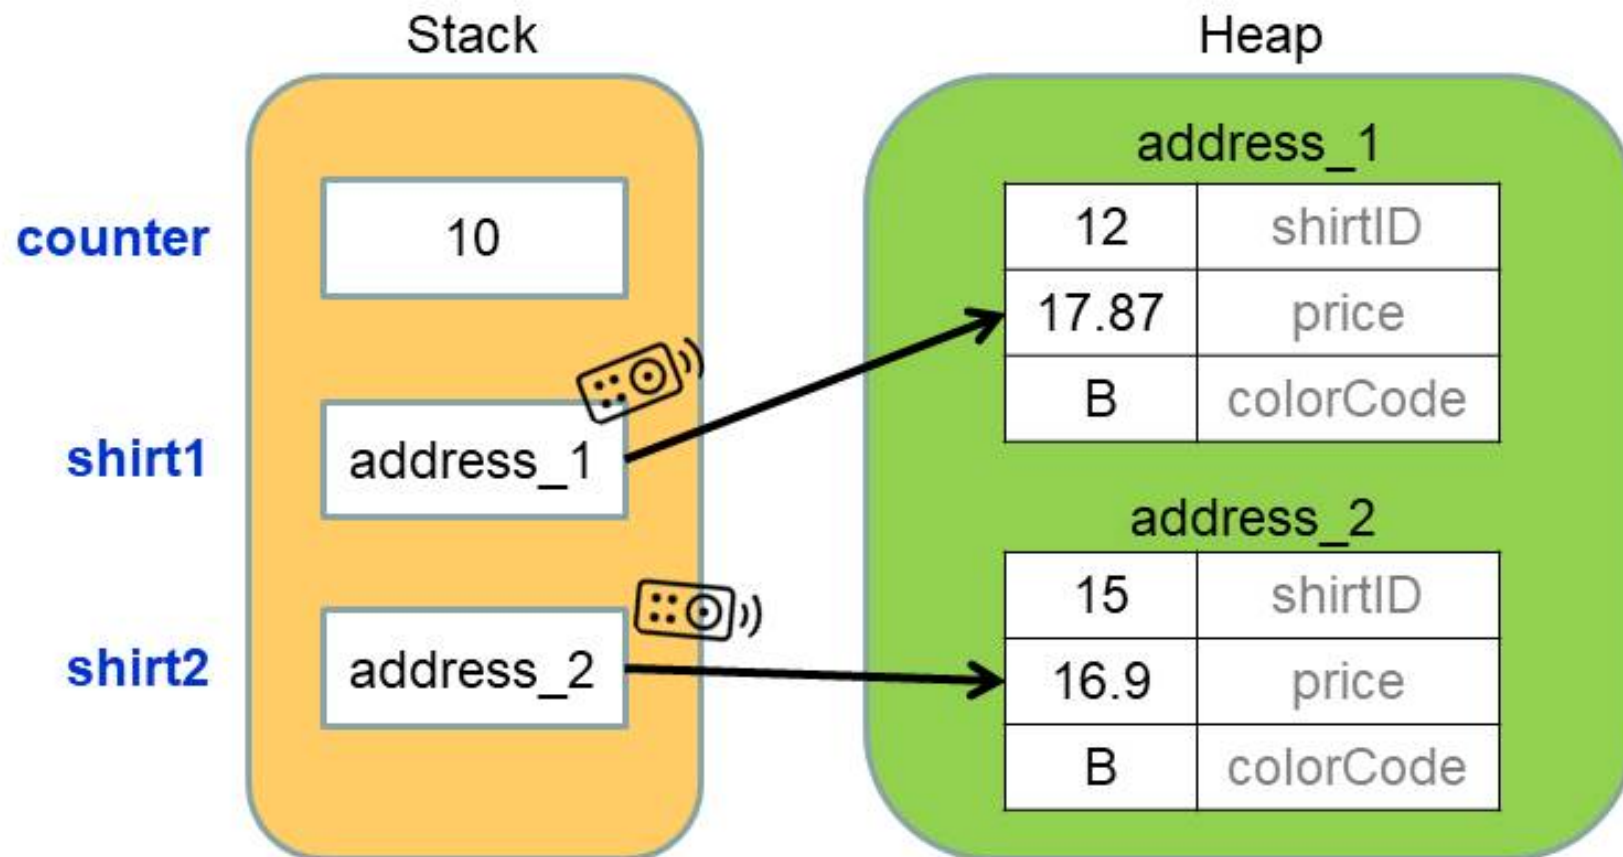 Stack
counter
10
shirt1
address_1
shirt2
address_2
Heap
address_1
12 shirtID
17.87 price
B colorCode
address_2
15 shirtID
16.9 price
B colorCode